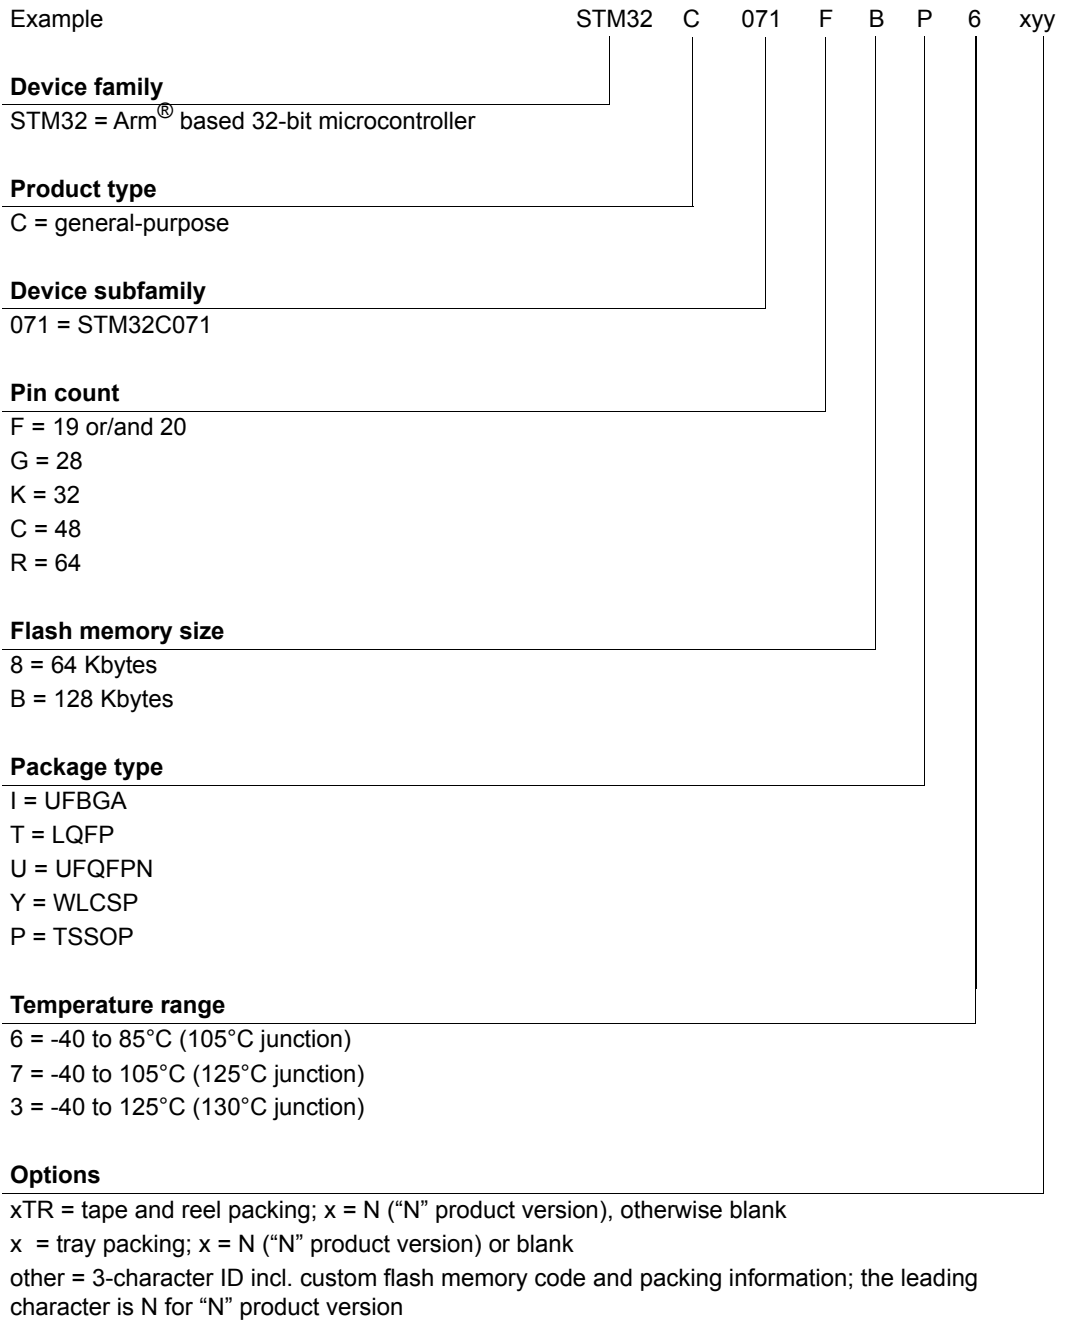 Example STM32 C 071 F B P 6 xyy
Device family
STM32 = Arm® based 32-bit microcontroller
Product type
C = general-purpose
Device subfamily
071 = STM32C071
Pin count
F = 19 or/and 20
G = 28
K = 32
C = 48
R = 64
Flash memory size
8 = 64 Kbytes
B = 128 Kbytes
Package type
I = UFBGA
T = LQFP
U = UFQFPN
Y = WLCSP
P = TSSOP
Temperature range
6 = -40 to 85°C (105°C junction)
7 = -40 to 105°C (125°C junction)
3 = -40 to 125°C (130°C junction)
Options
xTR = tape and reel packing; x = N (“N” product version), otherwise blank
x = tray packing; x = N (“N” product version) or blank
other = 3-character ID incl. custom flash memory code and packing information; the leading
character is N for “N” product version